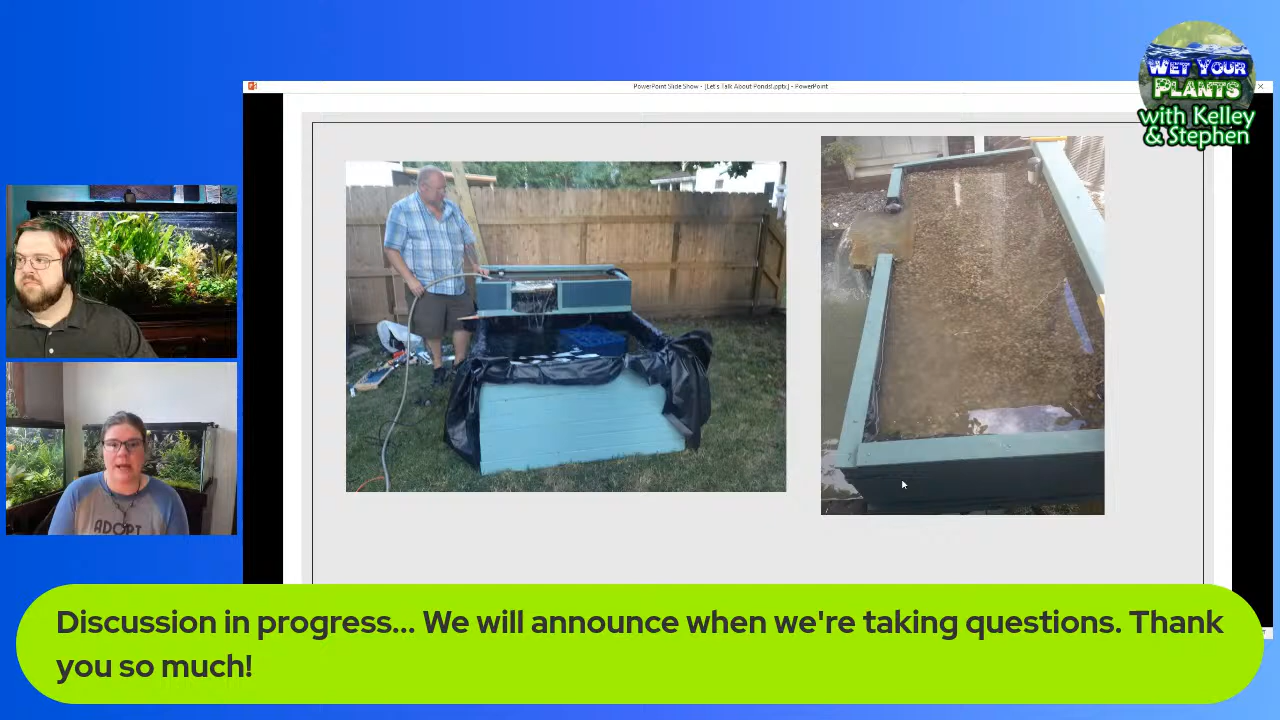 PowerPoint Slide Show - [Let's Talk About Ponds!.pptx] - PowerPoint
WET YOUR
PLANTS
with Kelley
& Stephen
ADOPT
Discussion in progress... We will announce when we're taking questions. Thank
you so much!